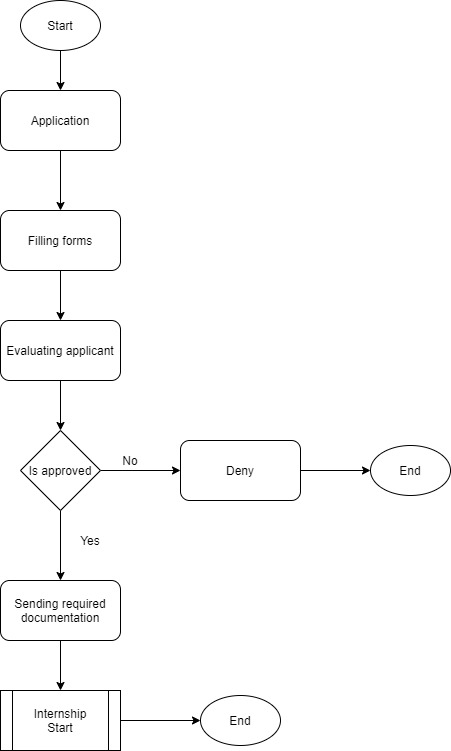 Start
Application
Filling forms
Evaluating applicant
Is approved
No
Deny
End
Yes
Sending required
documentation
Internship
Start
End